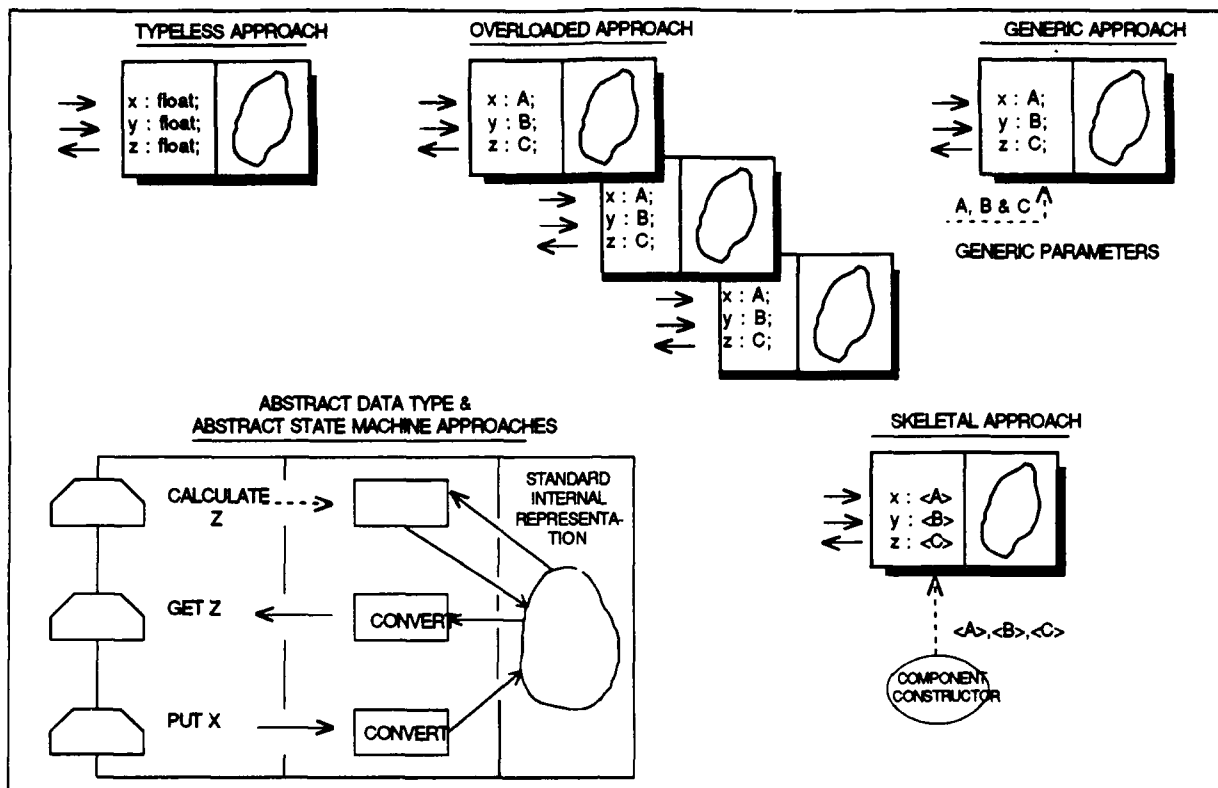 TYPELESS APPROACH
x : float;
y : float;
z : float;
OVERLOADED APPROACH
x : A;
y : B;
z : C;
x : A;
y : B;
z : C;
x : A;
y : B;
z : C;
GENERIC APPROACH
x : A;
y : B;
z : C;
A, B & C
GENERIC PARAMETERS
ABSTRACT DATA TYPE &
ABSTRACT STATE MACHINE APPROACHES
CALCULATE
Z
STANDARD
INTERNAL
REPRESENTA-
TION
GET Z
CONVERT
PUT X
CONVERT
SKELETAL APPROACH
x : <A>
y : <B>
z : <C>
<A>,<B>,<C>
COMPONENT
CONSTRUCTOR